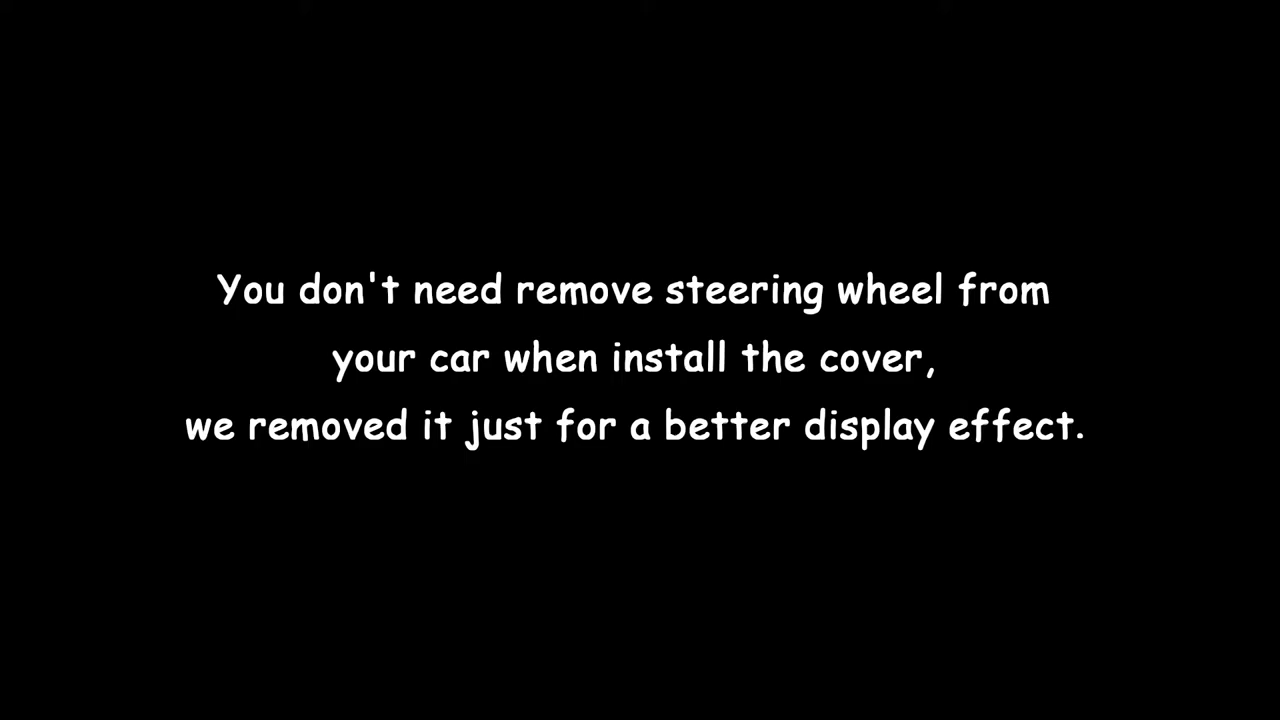 You don't need remove steering wheel from
your car when install the cover,
we removed it just for a better display effect.